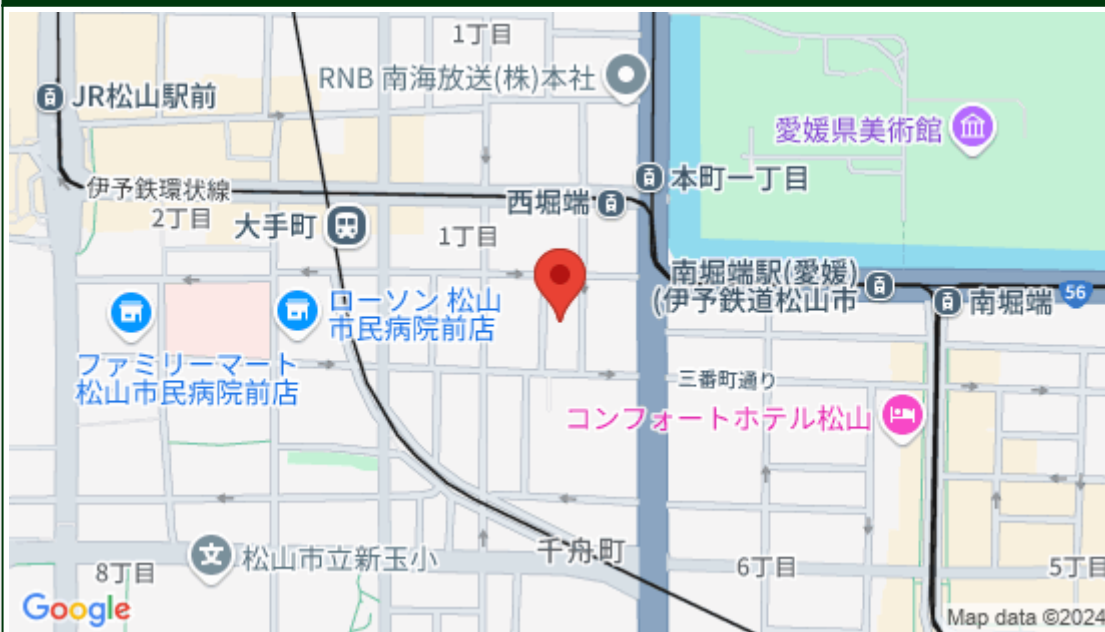 1丁目
RNB 南海放送(株)本社
JR松山駅前
愛媛県美術館
本町一丁目
伊予鉄環状線
西堀端
2丁目
大手町
1丁目
南堀端駅(愛媛)
(伊予鉄道松山市
南堀端
56
ローソン 松山
市民病院前店
ファミリーマート
松山市民病院前店
三番町通り
コンフォートホテル松山
千舟町
文
松山市立新玉小
8丁目
6丁目
5丁目
Google
Map data ©2024